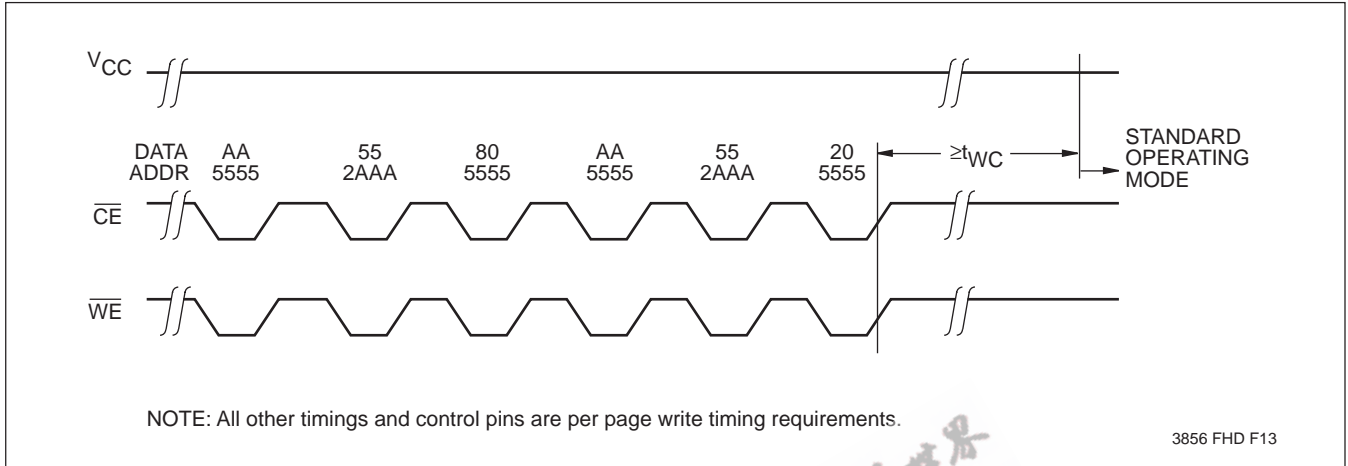 VCC
DATA AA 55 80 AA 55 20
ADDR 5555 2AAA 5555 5555 2AAA 5555
≥tWC
STANDARD
OPERATING
MODE
CE
WE
NOTE: All other timings and control pins are per page write timing requirements.
3856 FHD F13